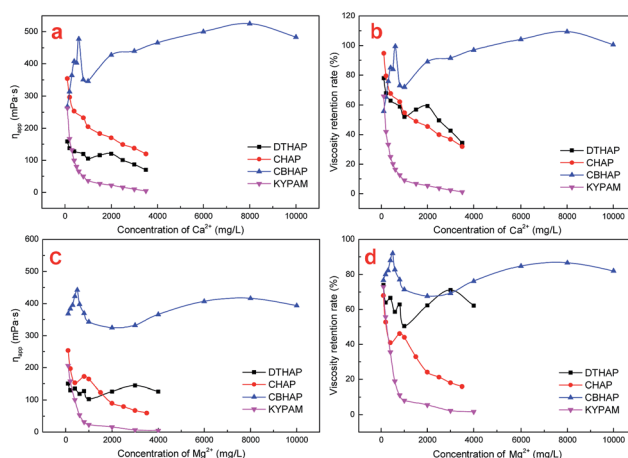 a
η app (mPa·s)
500
400
300
200
100
0
DTHAP
CHAP
CBHAP
KYPAM
0 2000 4000 6000 8000 10000
Concentration of Ca²⁺ (mg/L)
b
Viscosity retention rate (%)
120
100
80
60
40
20
0
DTHAP
CHAP
CBHAP
KYPAM
0 2000 4000 6000 8000 10000
Concentration of Ca²⁺ (mg/L)
c
η app (mPa·s)
600
500
400
300
200
100
0
DTHAP
CHAP
CBHAP
KYPAM
0 2000 4000 6000 8000 10000
Concentration of Mg²⁺ (mg/L)
d
Viscosity retention rate (%)
100
80
60
40
20
0
DTHAP
CHAP
CBHAP
KYPAM
0 2000 4000 6000 8000 10000
Concentration of Mg²⁺ (mg/L)